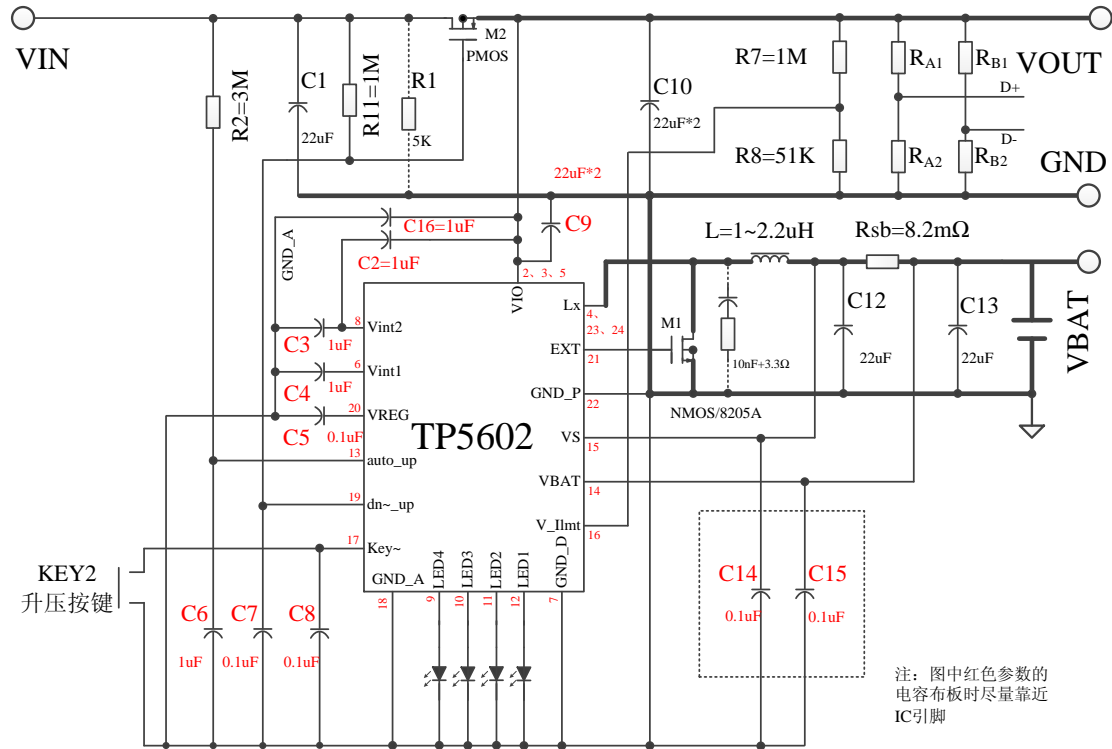 VIN
R2=3M
C1
22uF
R11=1M
R1
5K
M2
PMOS
C10
22uF*2
R7=1M
R8=51K
RA1
RA2
RB1
RB2
D+
D-
VOUT
GND
22uF*2
C9
C16=1uF
C2=1uF
GND_A
2、3、5
VIO
L=1~2.2uH
Rsb=8.2mΩ
C12
22uF
C13
22uF
VBAT
M1
10nF+3.3Ω
NMOS/8205A
C3
1uF
8
Vint2
C4
1uF
6
Vint1
C5
0.1uF
20
VREG
13
auto_up
19
dn~_up
17
Key~
TP5602
Lx
4、
23、24
EXT
21
GND_P
22
VS
15
VBAT
14
V_Ilmt
16
GND_A
18
LED4
9
LED3
10
LED2
11
LED1
12
GND_D
7
KEY2
升压按键
C6
1uF
C7
0.1uF
C8
0.1uF
C14
0.1uF
C15
0.1uF
注：图中红色参数的
电容布板时尽量靠近
IC引脚